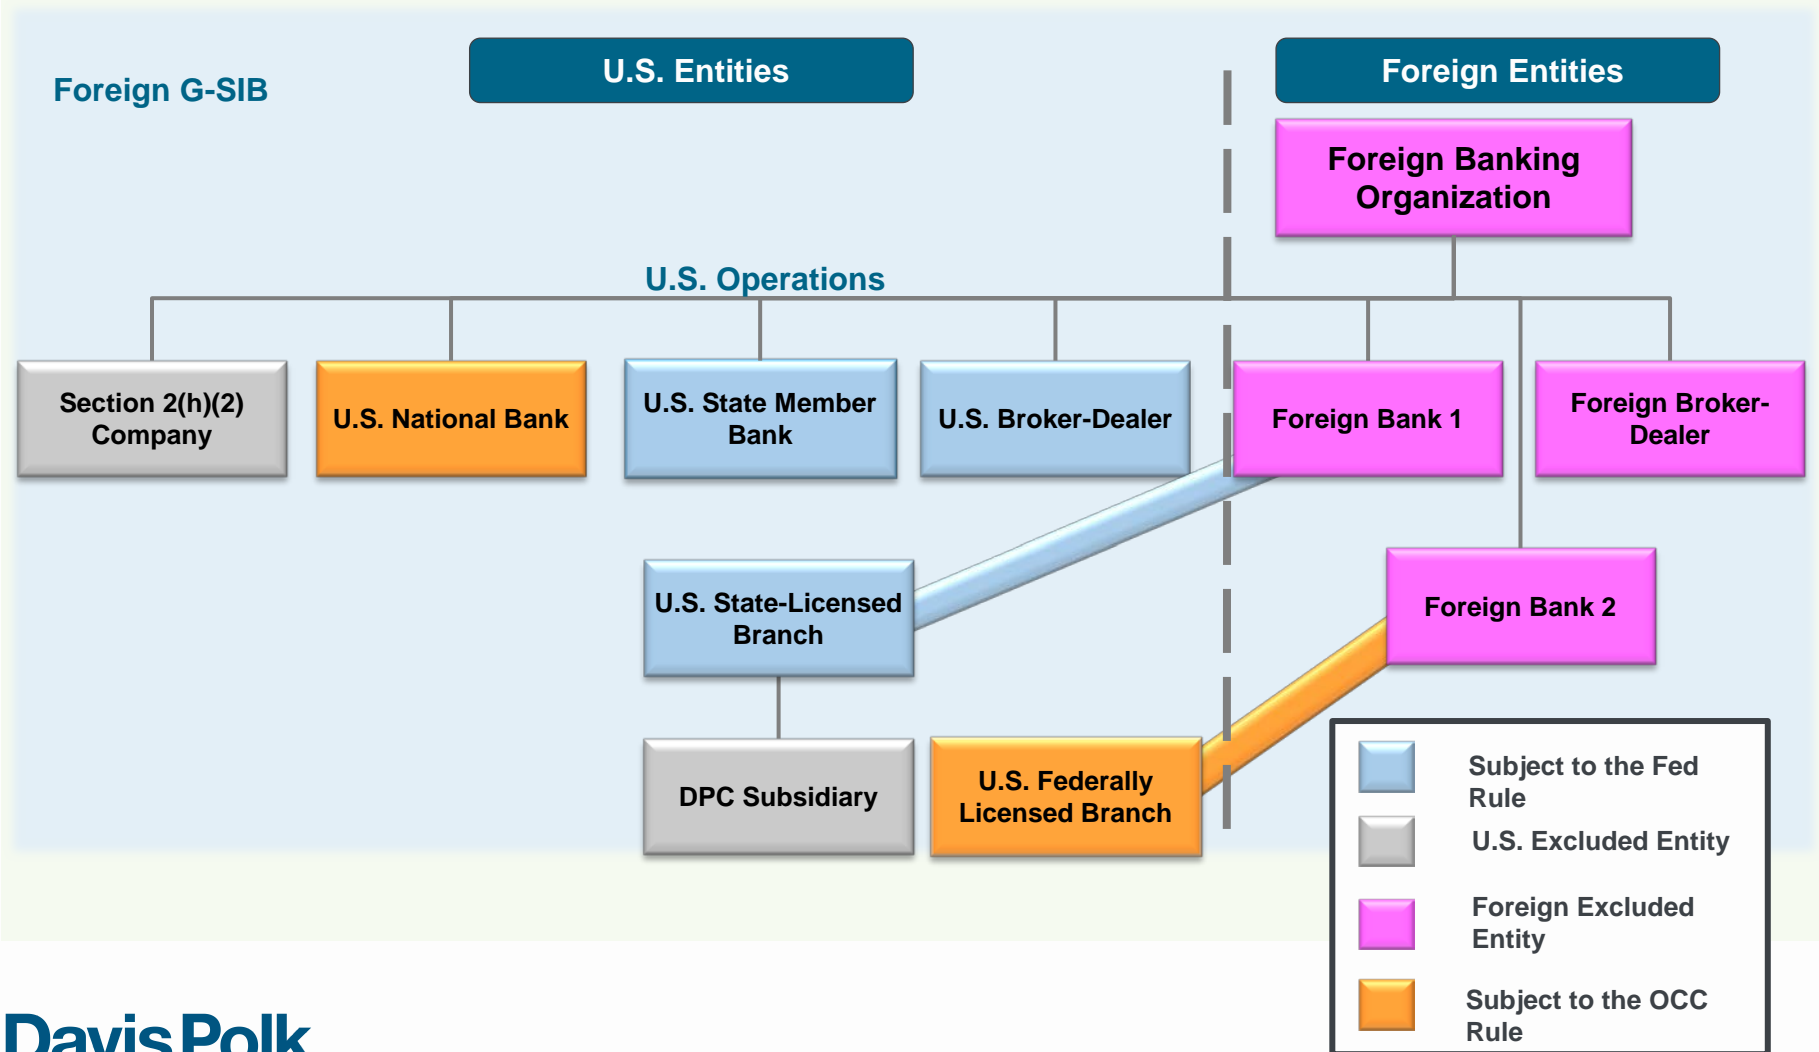 U.S. Entities
Foreign Entities
Foreign G-SIB
Foreign Banking
Organization
U.S. Operations
Section 2(h)(2)
Company
U.S. National Bank
U.S. State Member
Bank
U.S. Broker-Dealer
Foreign Bank 1
Foreign Broker-
Dealer
U.S. State-Licensed
Branch
Foreign Bank 2
DPC Subsidiary
U.S. Federally
Licensed Branch
Subject to the Fed
Rule
U.S. Excluded Entity
Foreign Excluded
Entity
Subject to the OCC
Rule
Davis Polk